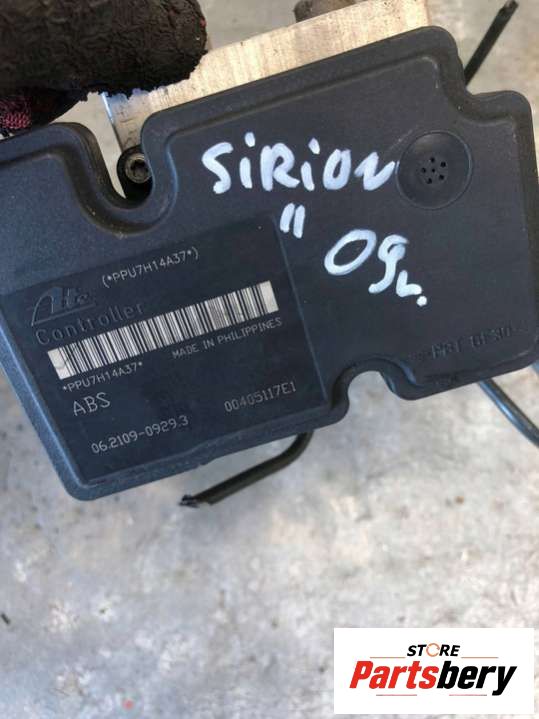 SiRiON
" 09г.
(*PPU7H14A37*)
Ate
Controller
*PPU7H14A37*
MADE IN PHILIPPINES
ABS
06.2109-0929.3
00405117E1
STORE
Partsbery